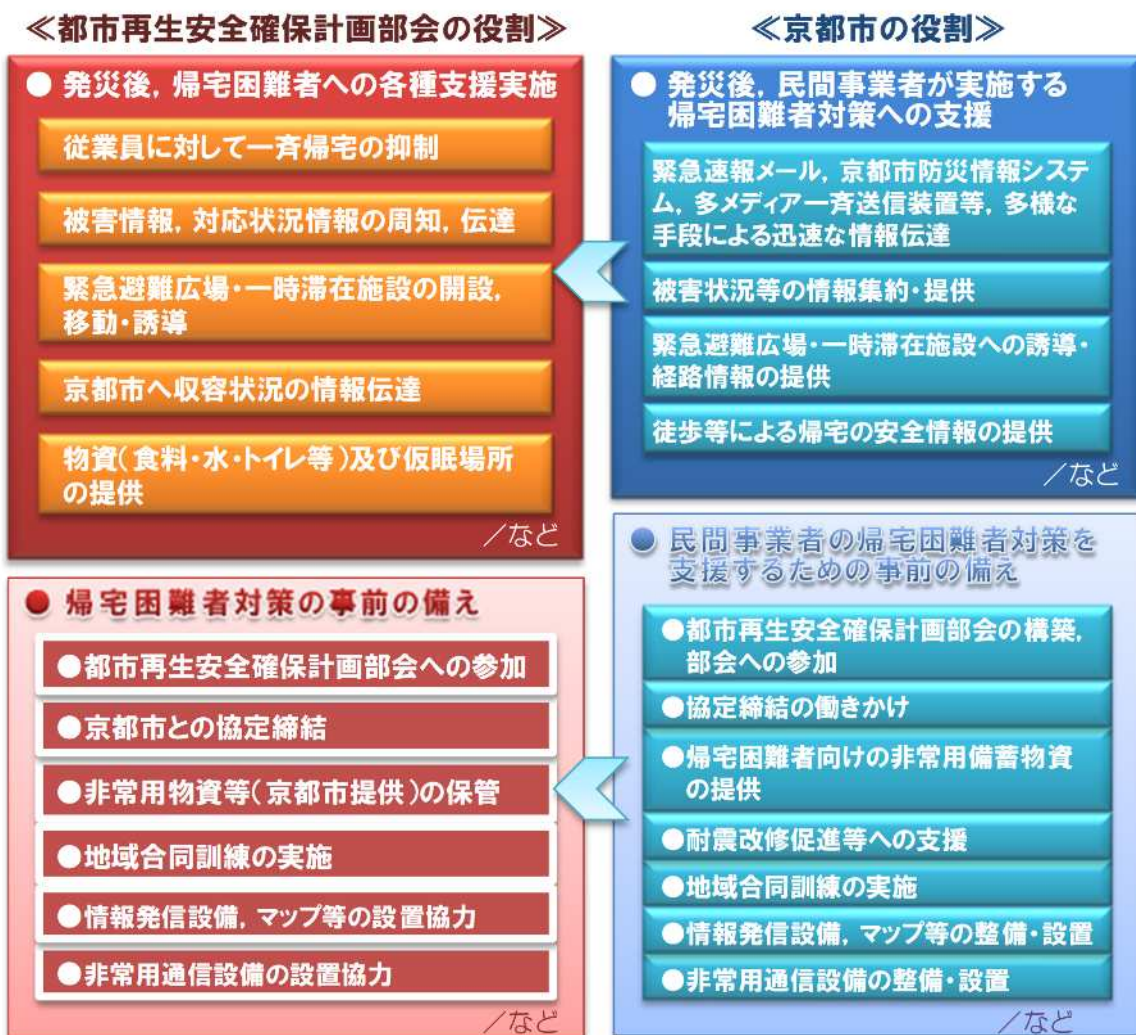 ≪都市再生安全確保計画部会の役割≫
● 発災後，帰宅困難者への各種支援実施
従業員に対して一斉帰宅の抑制
被害情報，対応状況情報の周知，伝達
緊急避難広場・一時滞在施設の開設，
移動・誘導
京都市へ収容状況の情報伝達
物資（食料・水・トイレ等）及び仮眠場所
の提供
／など
● 帰宅困難者対策の事前の備え
●都市再生安全確保計画部会への参加
●京都市との協定締結
●非常用物資等（京都市提供）の保管
●地域合同訓練の実施
●情報発信設備，マップ等の設置協力
●非常用通信設備の設置協力
／など
≪京都市の役割≫
● 発災後，民間事業者が実施する
帰宅困難者対策への支援
緊急速報メール，京都市防災情報システ
ム，多メディア一斉送信装置等，多様な
手段による迅速な情報伝達
被害状況等の情報集約・提供
緊急避難広場・一時滞在施設への誘導・
経路情報の提供
徒歩等による帰宅の安全情報の提供
／など
● 民間事業者の帰宅困難者対策を
支援するための事前の備え
●都市再生安全確保計画部会の構築，
部会への参加
●協定締結の働きかけ
●帰宅困難者向けの非常用備蓄物資
の提供
●耐震改修促進等への支援
●地域合同訓練の実施
●情報発信設備，マップ等の整備・設置
●非常用通信設備の整備・設置
／など